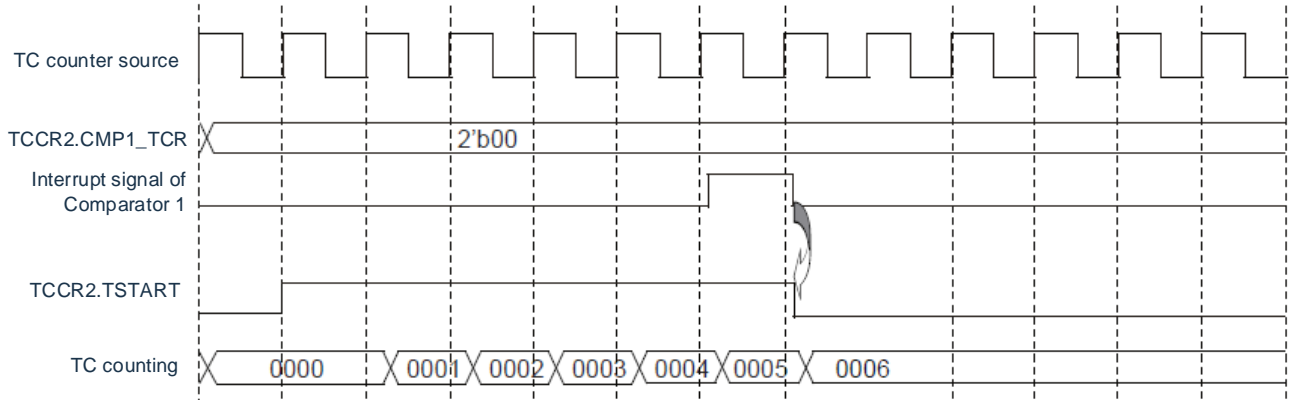 TC counter source
TCCR2.CMP1_TCR
2'b00
Interrupt signal of
Comparator 1
TCCR2.TSTART
TC counting
0000
0001
0002
0003
0004
0005
0006